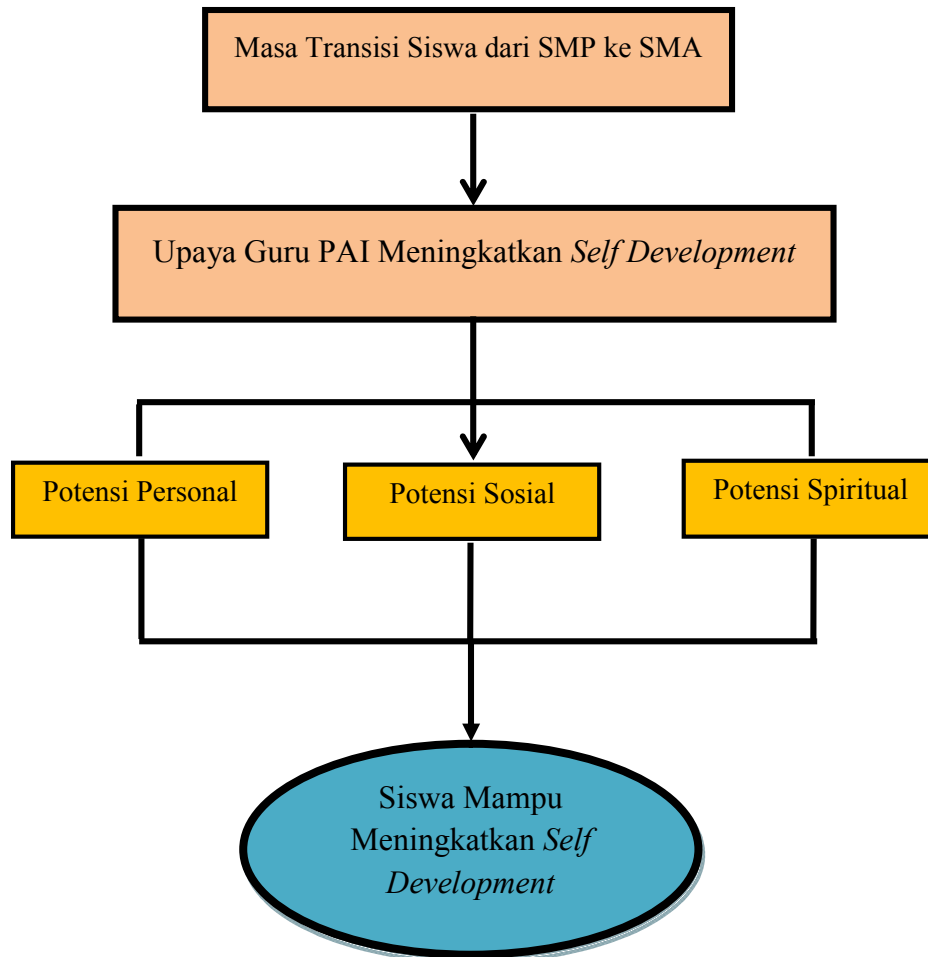 Masa Transisi Siswa dari SMP ke SMA
Upaya Guru PAI Meningkatkan Self Development
Potensi Personal
Potensi Sosial
Potensi Spiritual
Siswa Mampu
Meningkatkan Self
Development